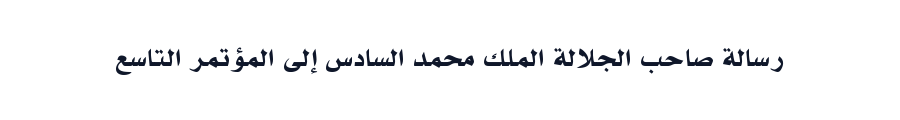 رسالة صاحب الجلالة الملك محمد السادس إلى المؤتمر التاسع